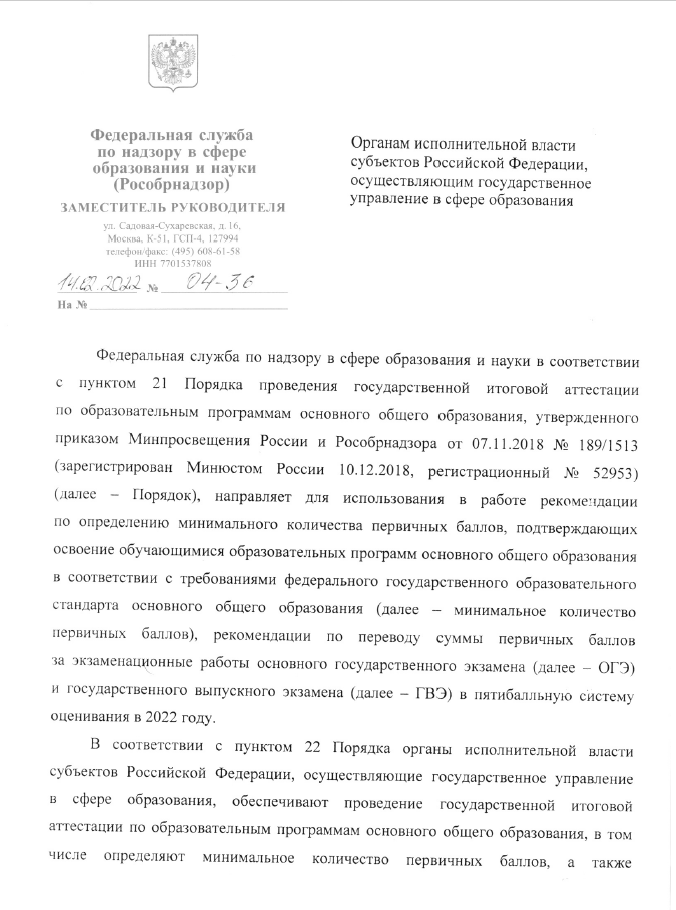 Федеральная служба
по надзору в сфере
образования и науки
(Рособрнадзор)
ЗАМЕСТИТЕЛЬ РУКОВОДИТЕЛЯ
ул. Садовая-Сухаревская, д. 16,
Москва, К-51, ГСП-4, 127994
телефон/факс: (495) 608-61-58
ИНН 7701537808
14.02.2022 № 04-36
На №
Органам исполнительной власти
субъектов Российской Федерации,
осуществляющим государственное
управление в сфере образования
Федеральная служба по надзору в сфере образования и науки в соответствии
с пунктом 21 Порядка проведения государственной итоговой аттестации
по образовательным программам основного общего образования, утвержденного
приказом Минпросвещения России и Рособрнадзора от 07.11.2018 № 189/1513
(зарегистрирован Минюстом России 10.12.2018, регистрационный № 52953)
(далее – Порядок), направляет для использования в работе рекомендации
по определению минимального количества первичных баллов, подтверждающих
освоение обучающимися образовательных программ основного общего образования
в соответствии с требованиями федерального государственного образовательного
стандарта основного общего образования (далее – минимальное количество
первичных баллов), рекомендации по переводу суммы первичных баллов
за экзаменационные работы основного государственного экзамена (далее – ОГЭ)
и государственного выпускного экзамена (далее – ГВЭ) в пятибалльную систему
оценивания в 2022 году.
В соответствии с пунктом 22 Порядка органы исполнительной власти
субъектов Российской Федерации, осуществляющие государственное управление
в сфере образования, обеспечивают проведение государственной итоговой
аттестации по образовательным программам основного общего образования, в том
числе определяют минимальное количество первичных баллов, а также